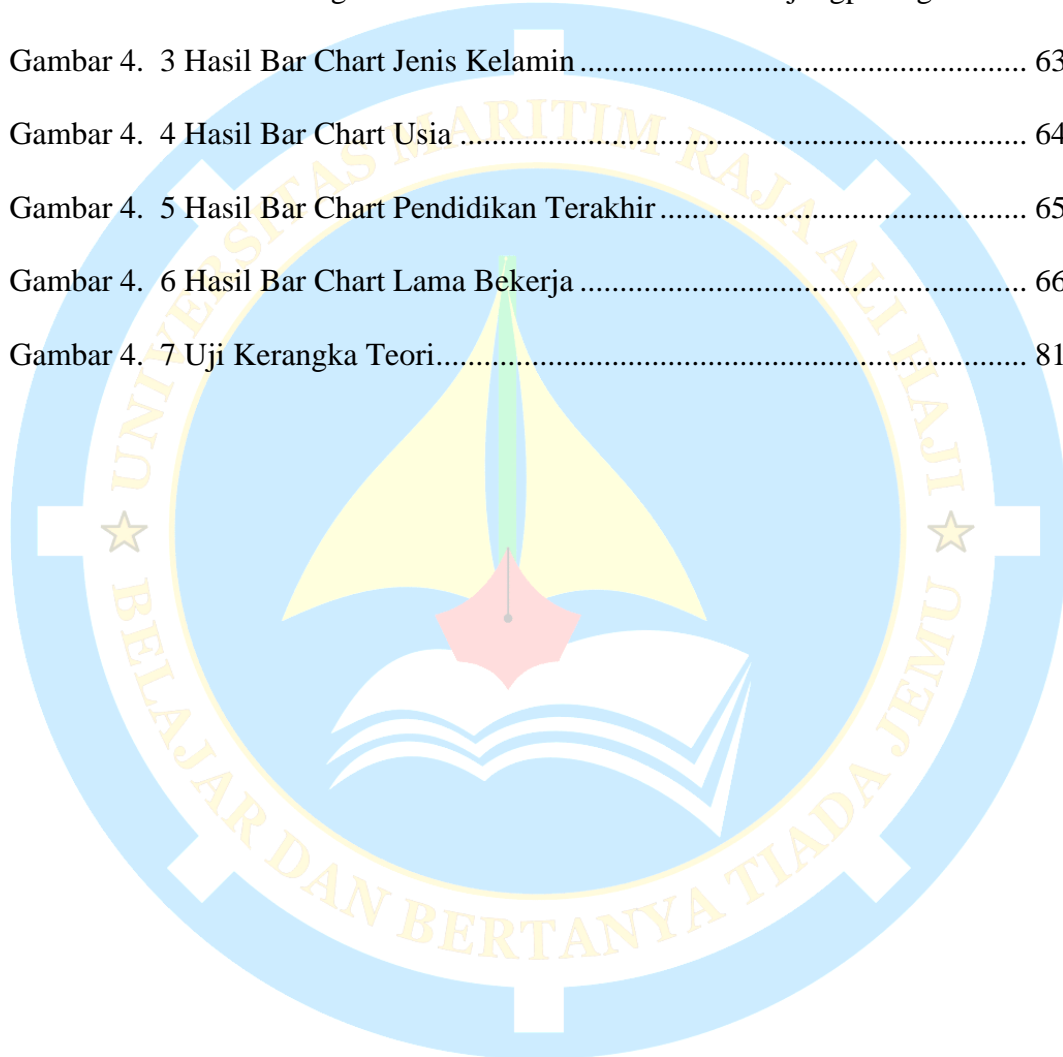 Gambar 4.  3 Hasil Bar Chart Jenis Kelamin ........................................................... 63
Gambar 4.  4 Hasil Bar Chart Usia ........................................................................... 64
Gambar 4.  5 Hasil Bar Chart Pendidikan Terakhir ................................................ 65
Gambar 4.  6 Hasil Bar Chart Lama Bekerja ........................................................... 66
Gambar 4.  7 Uji Kerangka Teori .............................................................................. 81
UNIVERSITAS MARITIM RAJA ALI HAJI
BELAJAR DAN BERTANYA TIADA JEMU